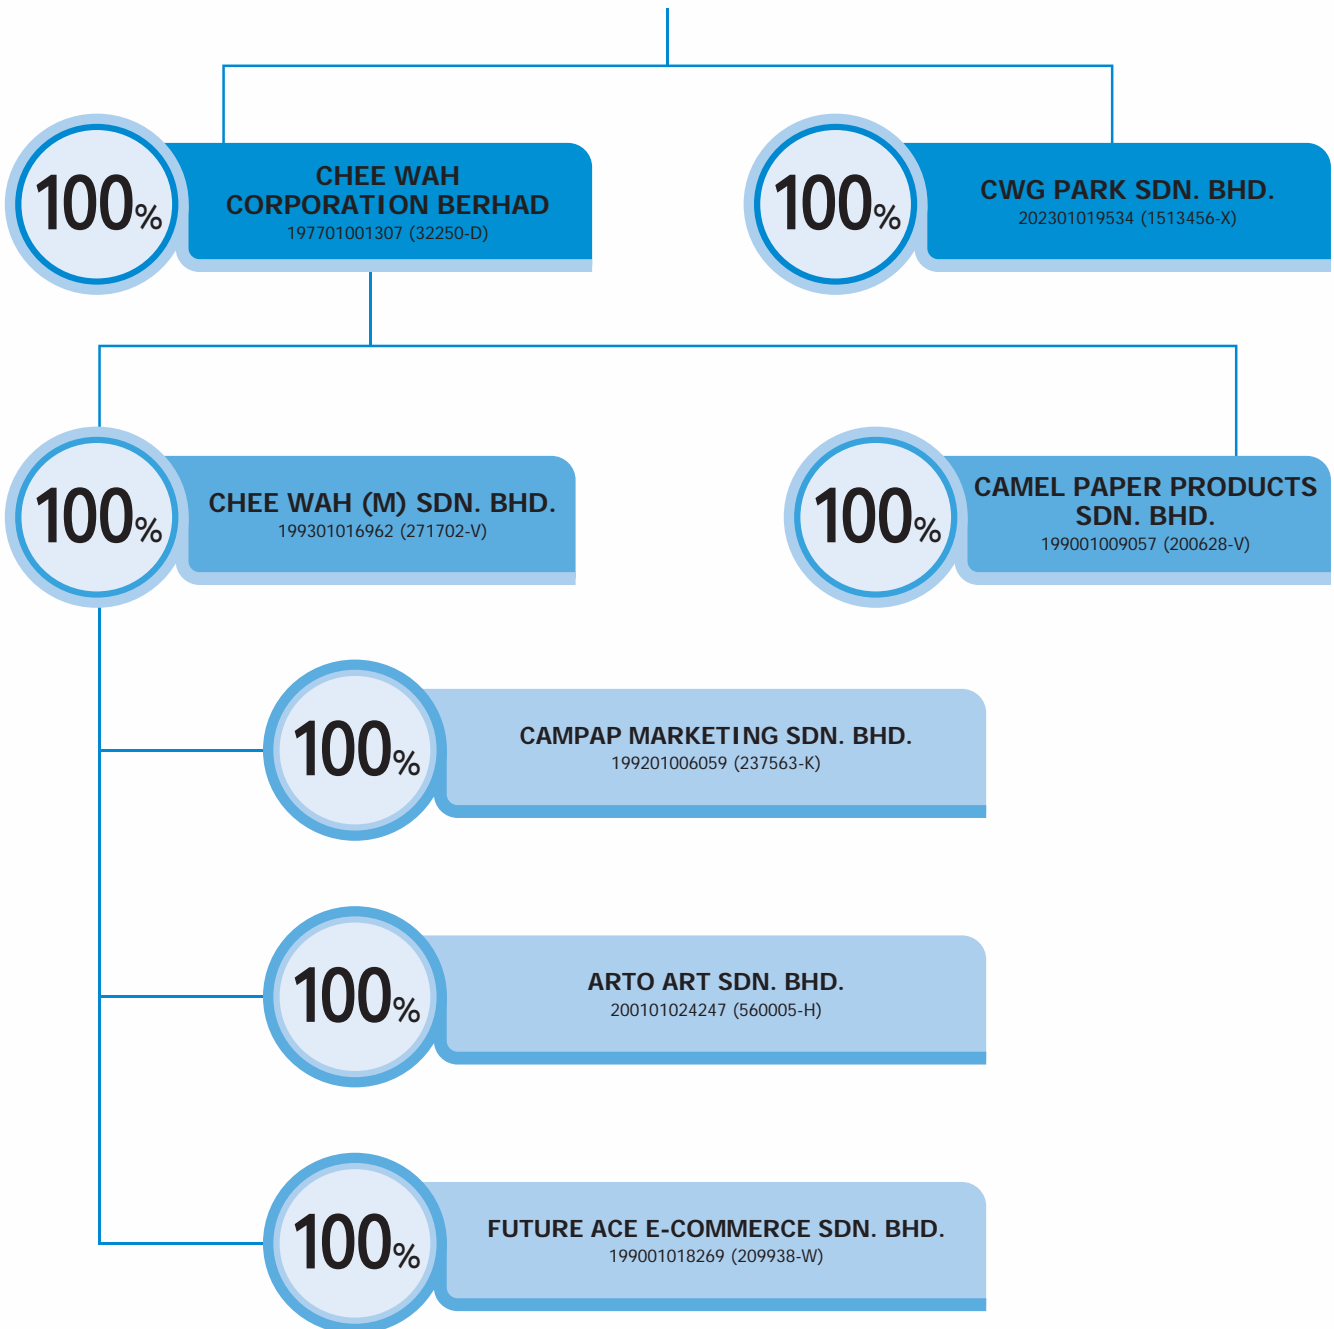 100%
CHEE WAH
CORPORATION BERHAD
197701001307 (32250-D)
100%
CWG PARK SDN. BHD.
202301019534 (1513456-X)
100%
CHEE WAH (M) SDN. BHD.
199301016962 (271702-V)
100%
CAMEL PAPER PRODUCTS
SDN. BHD.
199001009057 (200628-V)
100%
CAMPAP MARKETING SDN. BHD.
199201006059 (237563-K)
100%
ARTO ART SDN. BHD.
200101024247 (560005-H)
100%
FUTURE ACE E-COMMERCE SDN. BHD.
199001018269 (209938-W)